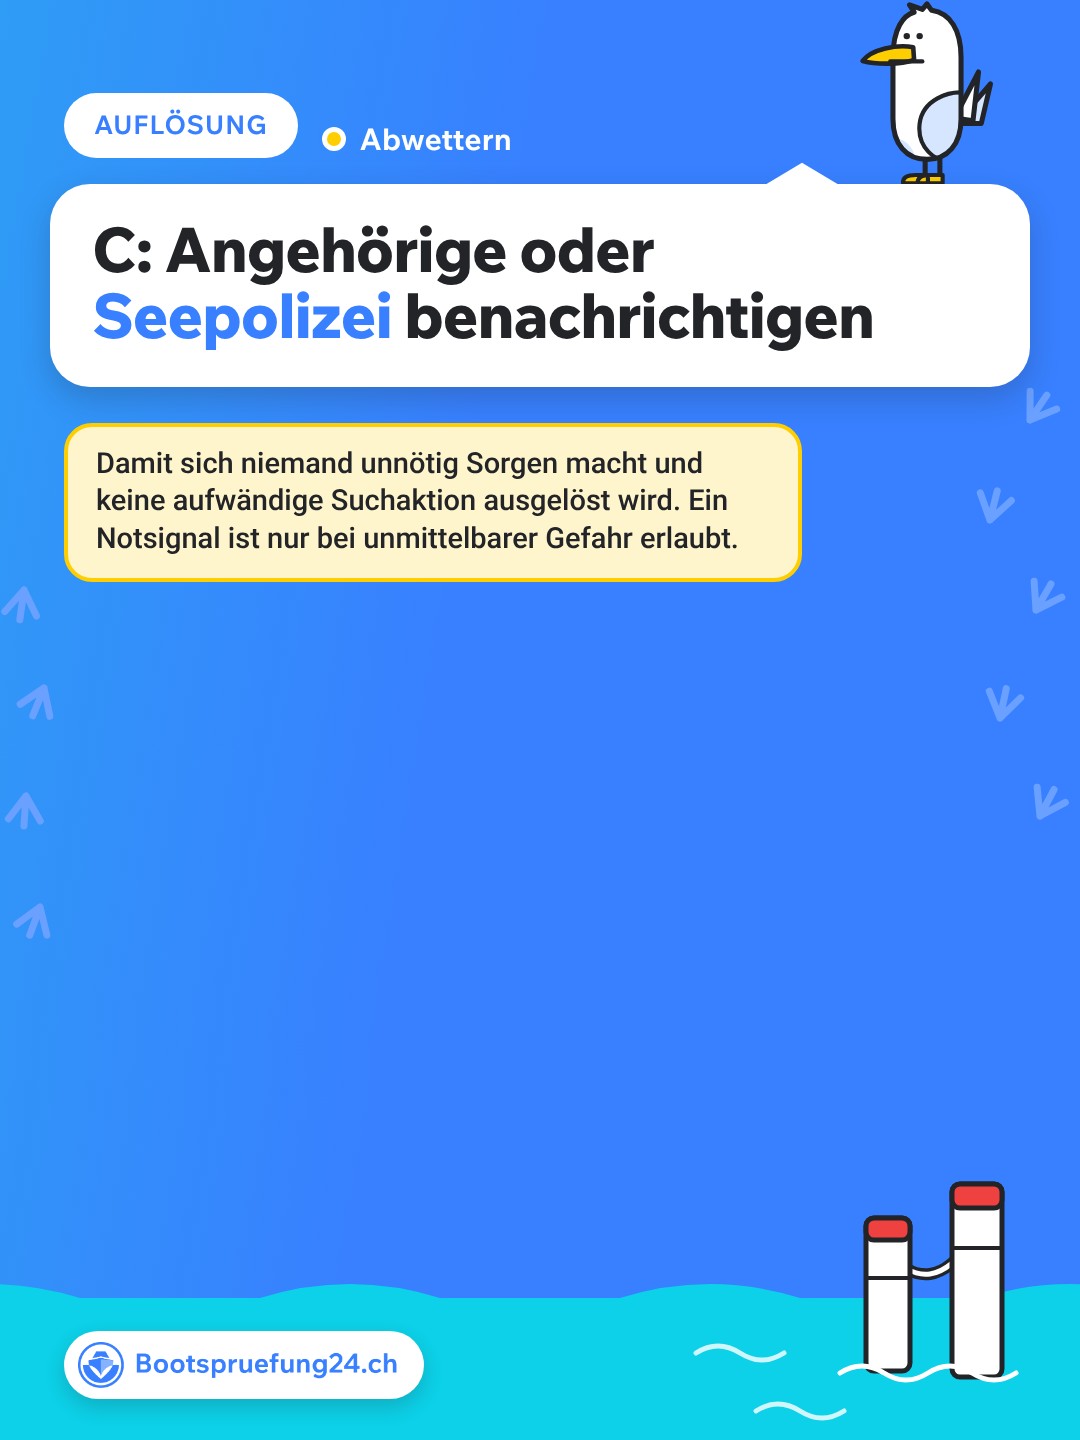 AUFLÖSUNG
Abwettern
C: Angehörige oder
Seepolizei benachrichtigen
Damit sich niemand unnötig Sorgen macht und
keine aufwändige Suchaktion ausgelöst wird. Ein
Notsignal ist nur bei unmittelbarer Gefahr erlaubt.
Bootspruefung24.ch